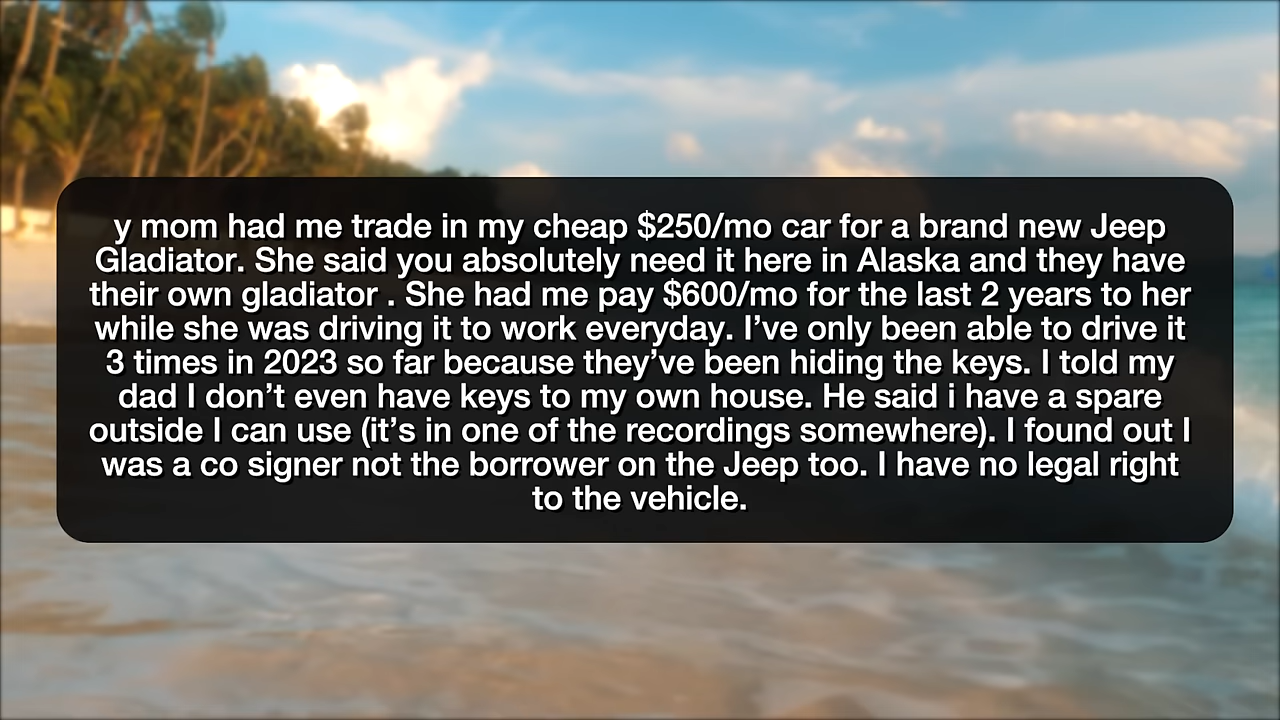 y mom had me trade in my cheap $250/mo car for a brand new Jeep
Gladiator. She said you absolutely need it here in Alaska and they have
their own gladiator . She had me pay $600/mo for the last 2 years to her
while she was driving it to work everyday. I’ve only been able to drive it
3 times in 2023 so far because they’ve been hiding the keys. I told my
dad I don’t even have keys to my own house. He said i have a spare
outside I can use (it’s in one of the recordings somewhere). I found out I
was a co signer not the borrower on the Jeep too. I have no legal right
to the vehicle.